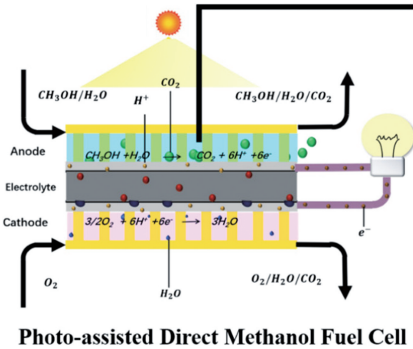 CO₂
CH₃OH/H₂O
H⁺
CH₃OH/H₂O/CO₂
Anode
CH₃OH +H₂O → CO₂ + 6H⁺ +6e⁻
Electrolyte
Cathode
3/2O₂ + 6H⁺ +6e⁻ → 3H₂O
e⁻
O₂
H₂O
O₂/H₂O/CO₂
Photo-assisted Direct Methanol Fuel Cell